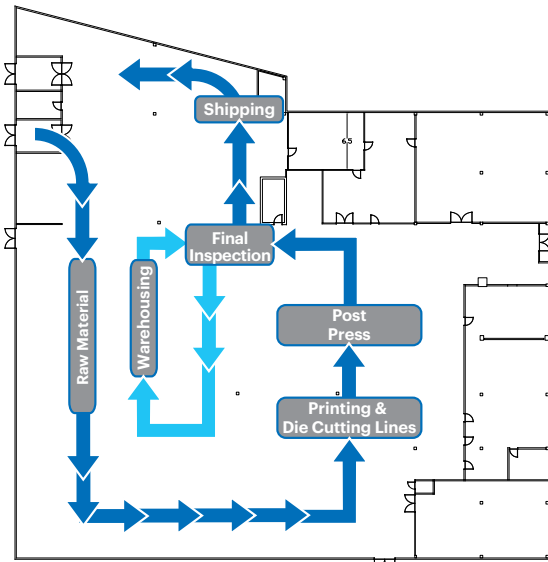 Shipping
6,5
Final
Inspection
Warehousing
Raw Material
Post
Press
Printing &
Die Cutting Lines